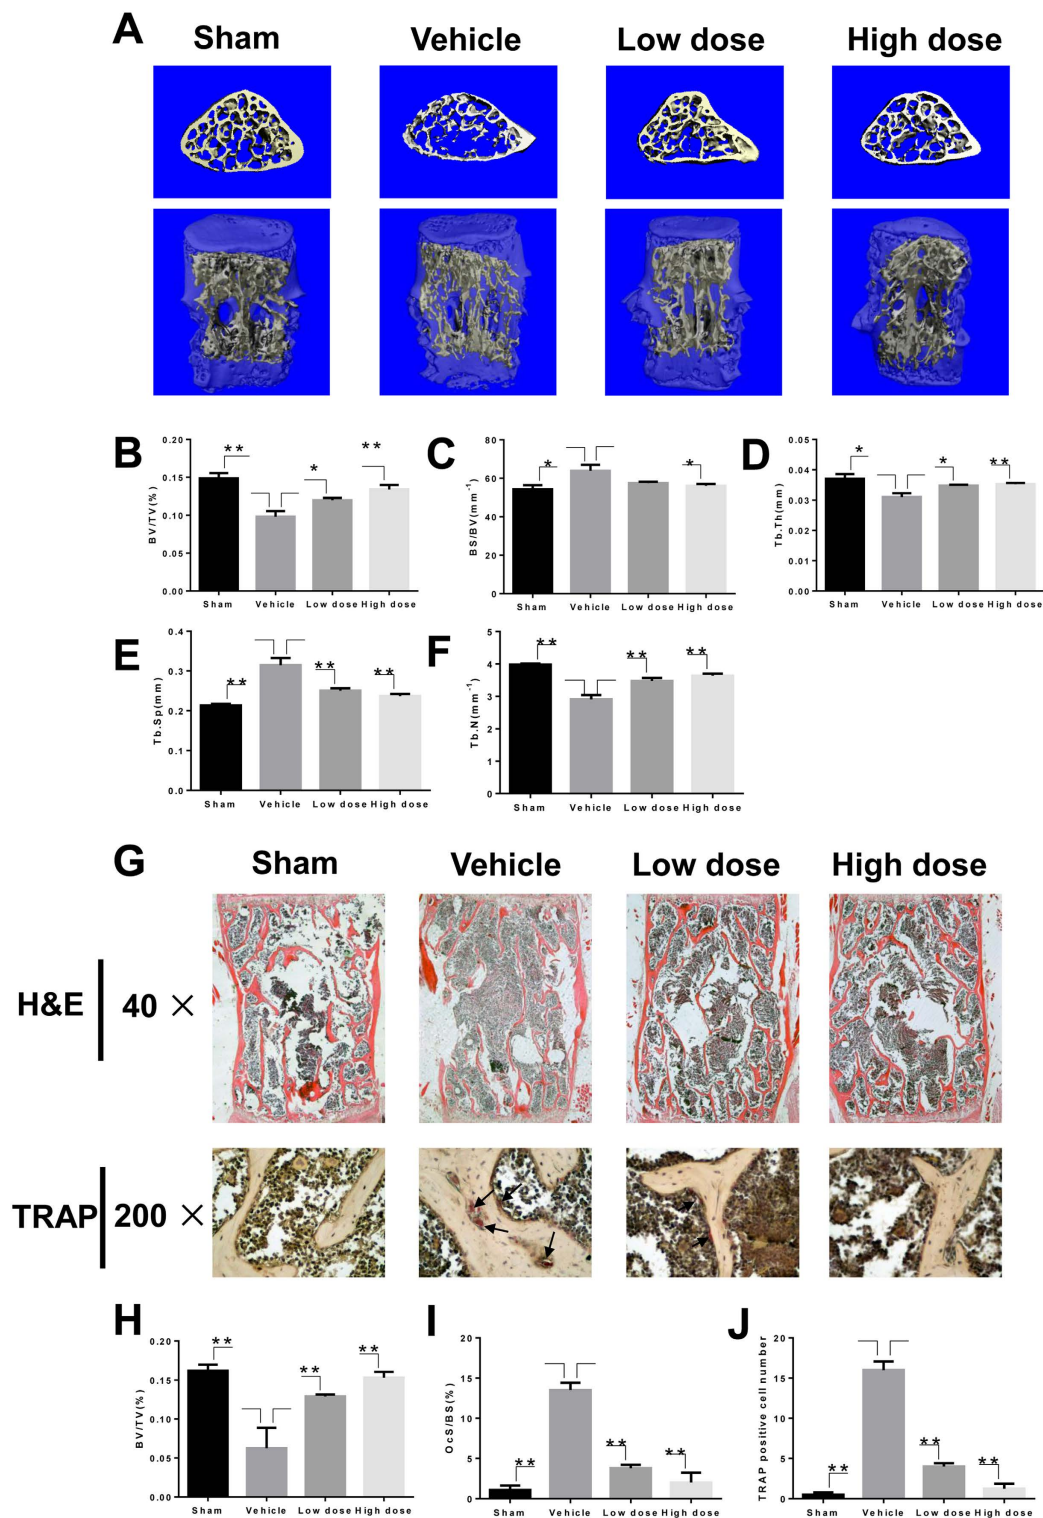 A
Sham Vehicle Low dose High dose
B
BV/TV(%)
0.20
0.15
0.10
0.05
0.00
** * **
Sham Vehicle Low dose High dose
C
BS/BV(mm⁻¹)
80
60
40
20
0
* *
Sham Vehicle Low dose High dose
D
Tb.Th(mm)
0.05
0.04
0.03
0.02
0.01
0.00
* * **
Sham Vehicle Low dose High dose
E
Tb.Sp(mm)
0.4
0.3
0.2
0.1
0.0
** ** **
Sham Vehicle Low dose High dose
F
Tb.N(mm⁻¹)
5
4
3
2
1
0
** ** **
Sham Vehicle Low dose High dose
G
Sham Vehicle Low dose High dose
H&E 40 ×
TRAP 200 ×
H
BV/TV(%)
0.20
0.15
0.10
0.05
0.00
** ** **
Sham Vehicle Low dose High dose
I
OcS/BS(%)
20
15
10
5
0
** ** **
Sham Vehicle Low dose High dose
J
TRAP positive cell number
20
15
10
5
0
** ** **
Sham Vehicle Low dose High dose